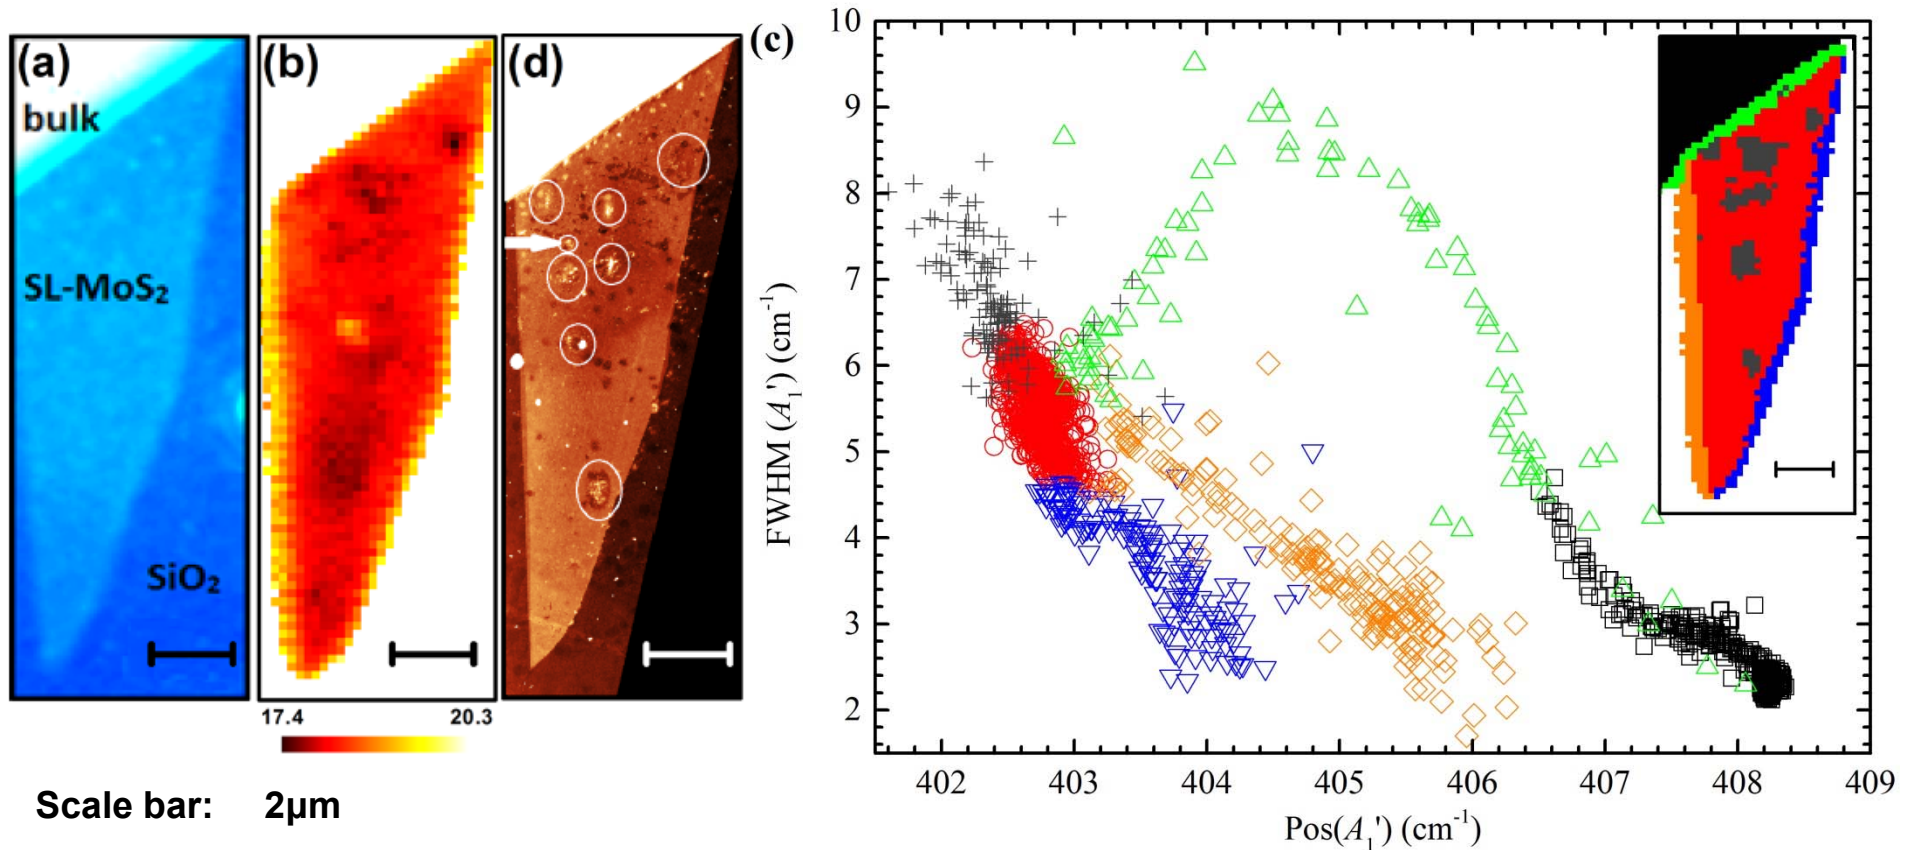 (a)
bulk
SL-MoS₂
SiO₂
(b)
17.4 20.3
(d)
Scale bar: 2µm
(c)
10
9
8
7
6
5
4
3
2
FWHM (A₁') (cm⁻¹)
402 403 404 405 406 407 408 409
Pos(A₁') (cm⁻¹)